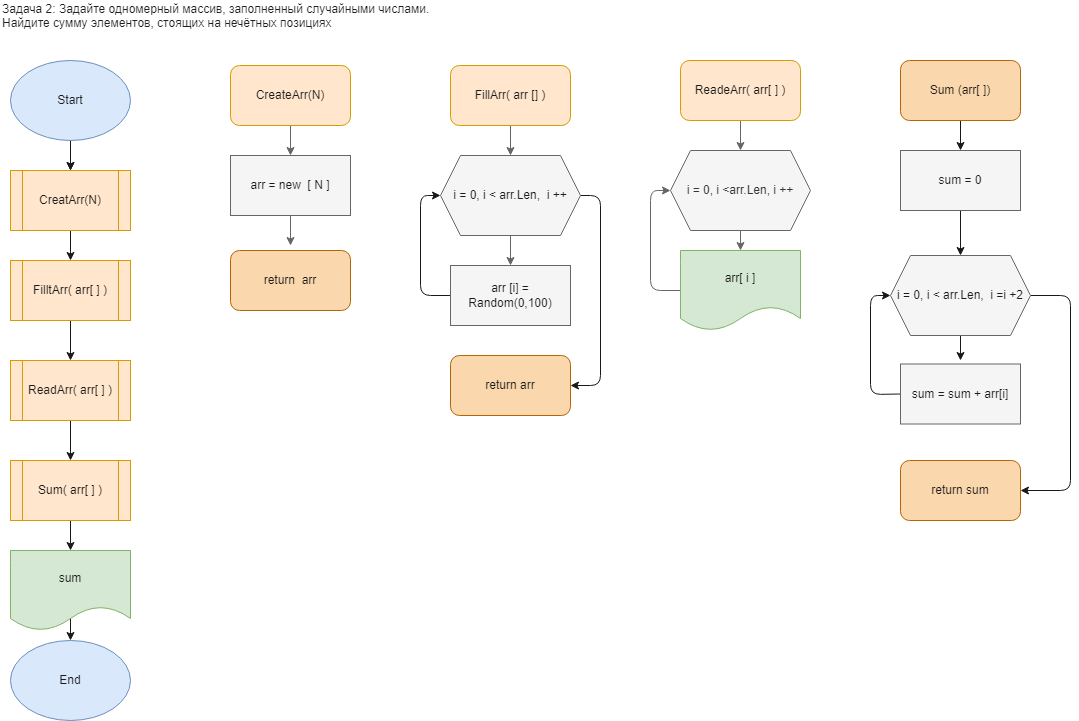 Задача 2: Задайте одномерный массив, заполненный случайными числами.
Найдите сумму элементов, стоящих на нечётных позициях
Start
CreatArr(N)
FilltArr( arr[ ] )
ReadArr( arr[ ] )
Sum( arr[ ] )
sum
End
CreateArr(N)
arr = new  [ N ]
return  arr
FillArr( arr [] )
i = 0, i < arr.Len,  i ++
arr [i] =
Random(0,100)
return arr
ReadeArr( arr[ ] )
i = 0, i <arr.Len, i ++
arr[ i ]
Sum (arr[ ])
sum = 0
i = 0, i < arr.Len,  i =i +2
sum = sum + arr[i]
return sum